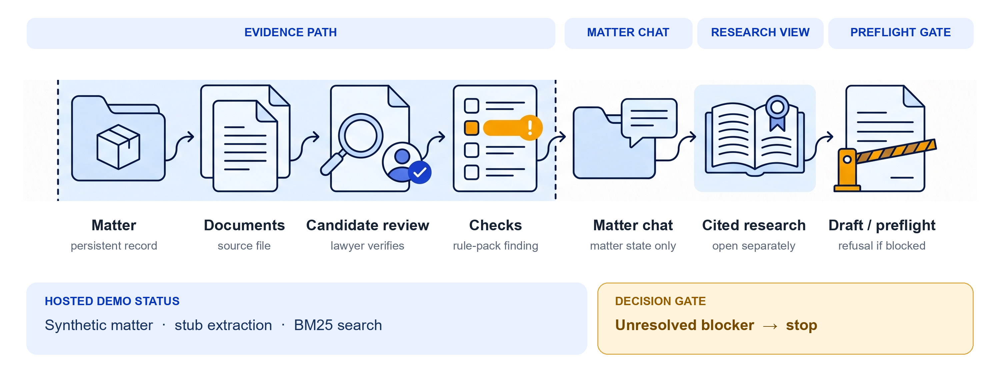 EVIDENCE PATH
MATTER CHAT
RESEARCH VIEW
PREFLIGHT GATE
!
Matter
persistent record
Documents
source file
Candidate review
lawyer verifies
Checks
rule-pack finding
Matter chat
matter state only
Cited research
open separately
Draft / preflight
refusal if blocked
HOSTED DEMO STATUS
Synthetic matter · stub extraction · BM25 search
DECISION GATE
Unresolved blocker → stop